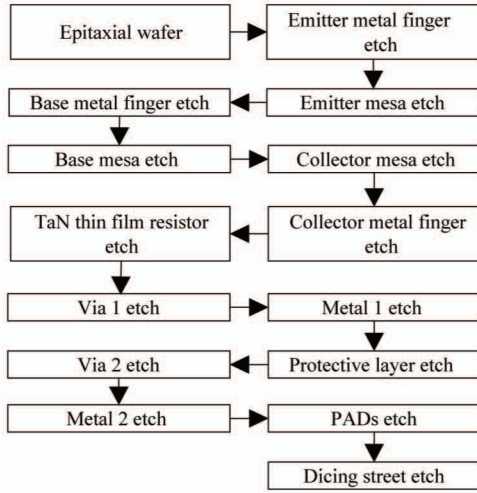 Epitaxial wafer
Emitter metal finger
etch
Emitter mesa etch
Base metal finger etch
Base mesa etch
Collector mesa etch
Collector metal finger
etch
TaN thin film resistor
etch
Via 1 etch
Metal 1 etch
Protective layer etch
Via 2 etch
Metal 2 etch
PADs etch
Dicing street etch